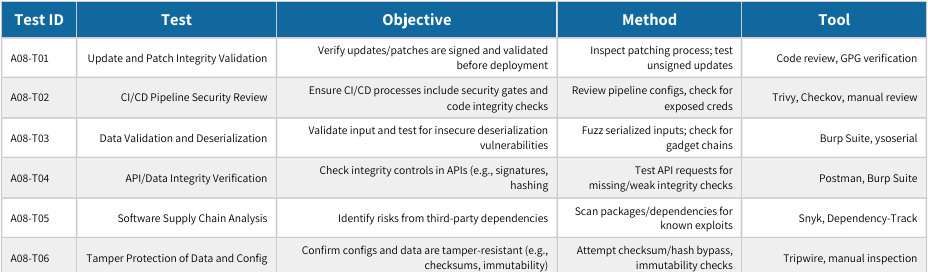 Test ID Test Objective Method Tool
A08-T01 Update and Patch Integrity Validation Verify updates/patches are signed and validated before deployment Inspect patching process; test unsigned updates Code review, GPG verification
A08-T02 CI/CD Pipeline Security Review Ensure CI/CD processes include security gates and code integrity checks Review pipeline configs, check for exposed creds Trivy, Checkov, manual review
A08-T03 Data Validation and Deserialization Validate input and test for insecure deserialization vulnerabilities Fuzz serialized inputs; check for gadget chains Burp Suite, ysoserial
A08-T04 API/Data Integrity Verification Check integrity controls in APIs (e.g., signatures, hashing Test API requests for missing/weak integrity checks Postman, Burp Suite
A08-T05 Software Supply Chain Analysis Identify risks from third-party dependencies Scan packages/dependencies for known exploits Snyk, Dependency-Track
A08-T06 Tamper Protection of Data and Config Confirm configs and data are tamper-resistant (e.g., checksums, immutability) Attempt checksum/hash bypass, immutability checks Tripwire, manual inspection